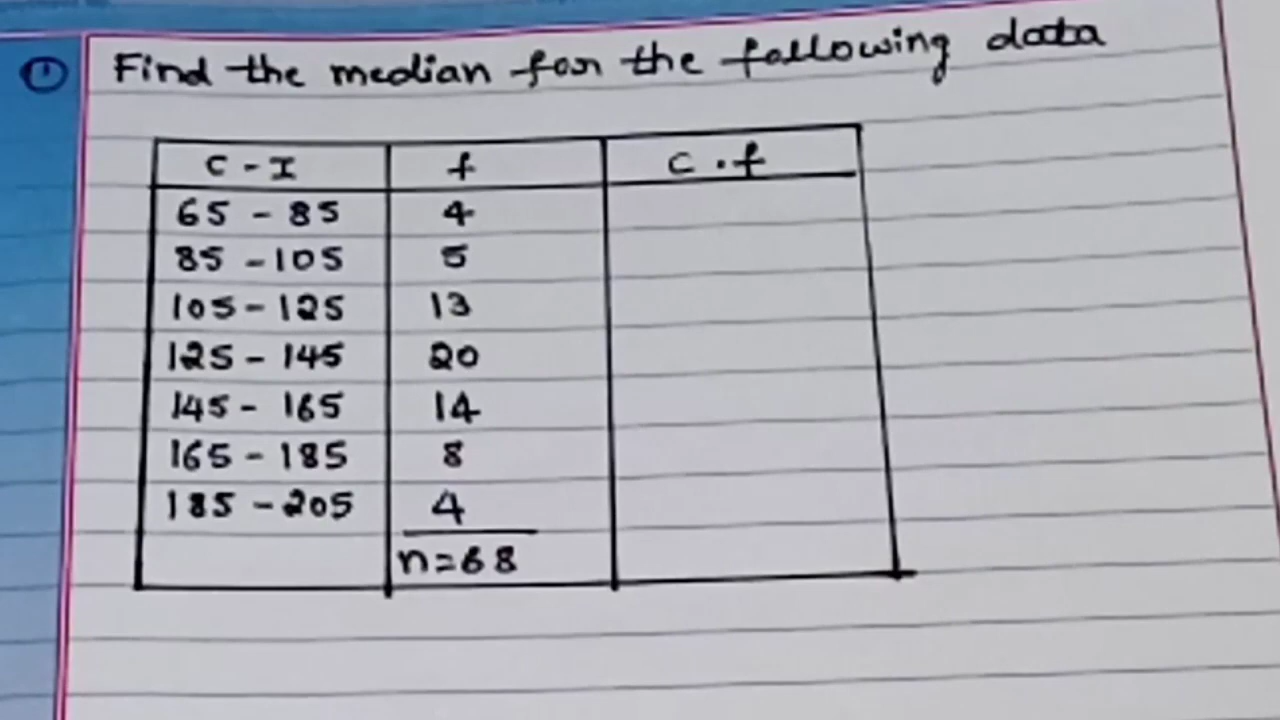 ① Find the median for the following data
C - I f C.f
65 - 85 4
85 - 105 5
105 - 125 13
125 - 145 20
145 - 165 14
165 - 185 8
185 - 205 4
n=68